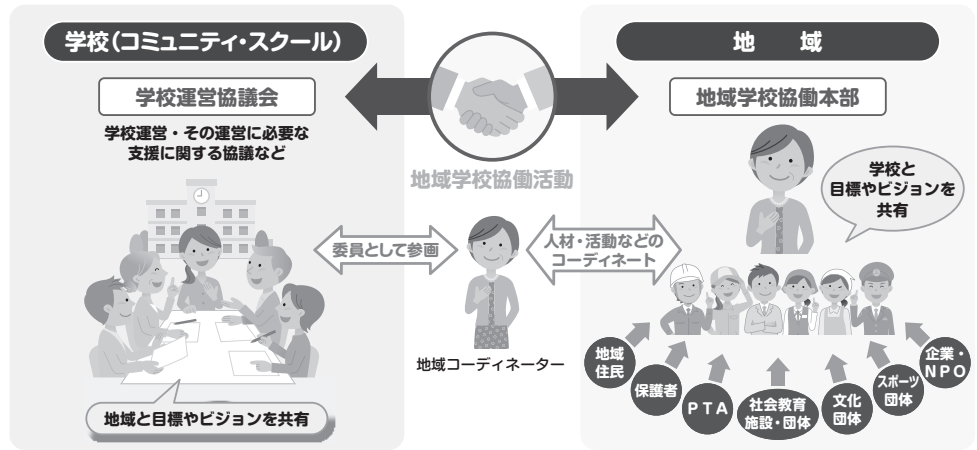 学校(コミュニティ・スクール)
学校運営協議会
学校運営・その運営に必要な
支援に関する協議など
地域と目標やビジョンを共有
地域学校協働活動
委員として参画
人材・活動などの
コーディネート
地域コーディネーター
地　域
地域学校協働本部
学校と
目標やビジョンを
共有
地域
住民
保護者
PTA
社会教育
施設・団体
文化
団体
スポーツ
団体
企業・
NPO